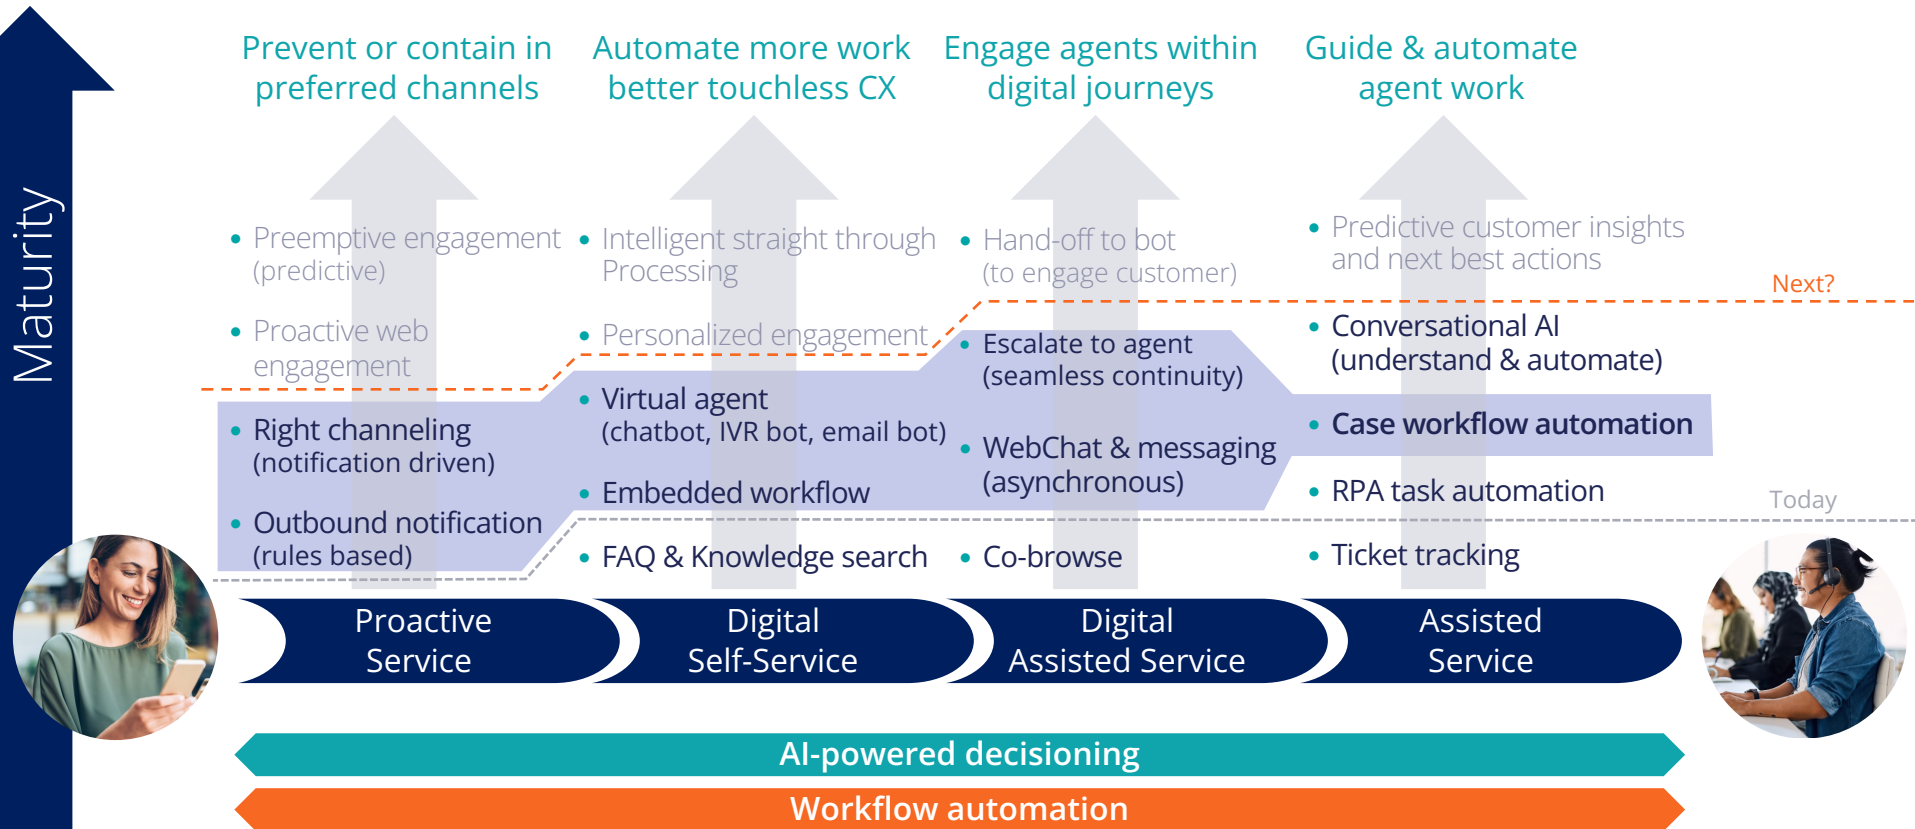 Maturity
Prevent or contain in
preferred channels
Automate more work
better touchless CX
Engage agents within
digital journeys
Guide & automate
agent work
• Preemptive engagement
(predictive)
• Proactive web
engagement
• Right channeling
(notification driven)
• Outbound notification
(rules based)
• Intelligent straight through
Processing
• Personalized engagement
• Virtual agent
(chatbot, IVR bot, email bot)
• Embedded workflow
• FAQ & Knowledge search
• Hand-off to bot
(to engage customer)
• Escalate to agent
(seamless continuity)
• WebChat & messaging
(asynchronous)
• Co-browse
• Predictive customer insights
and next best actions
Next?
• Conversational AI
(understand & automate)
• Case workflow automation
• RPA task automation
Today
• Ticket tracking
Proactive
Service
Digital
Self-Service
Digital
Assisted Service
Assisted
Service
AI-powered decisioning
Workflow automation